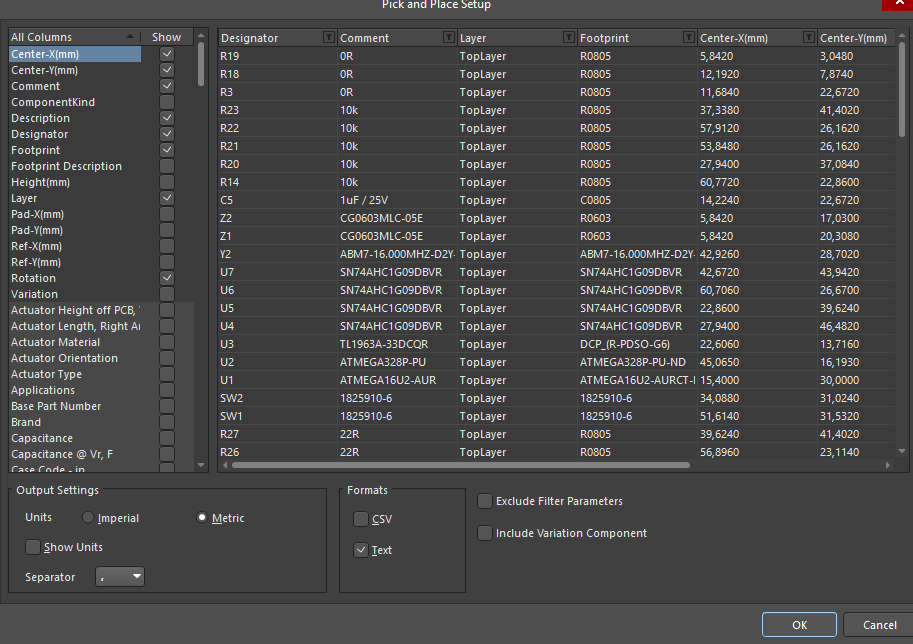 Pick and Place Setup
All Columns Show
Center-X(mm)
Center-Y(mm)
Comment
ComponentKind
Description
Designator
Footprint
Footprint Description
Height(mm)
Layer
Pad-X(mm)
Pad-Y(mm)
Ref-X(mm)
Ref-Y(mm)
Rotation
Variation
Actuator Height off PCB,
Actuator Length, Right
Actuator Material
Actuator Orientation
Actuator Type
Applications
Base Part Number
Brand
Capacitance
Capacitance @ Vr, F
Case Code - in
Designator Comment Layer Footprint Center-X(mm) Center-Y(mm)
R19 0R TopLayer R0805 5,8420 3,0480
R18 0R TopLayer R0805 12,1920 7,8740
R3 0R TopLayer R0805 11,6840 22,6720
R23 10k TopLayer R0805 37,3380 41,4020
R22 10k TopLayer R0805 57,9120 26,1620
R21 10k TopLayer R0805 53,8480 26,1620
R20 10k TopLayer R0805 27,9400 37,0840
R14 10k TopLayer R0805 60,7720 22,8600
C5 1uF / 25V TopLayer C0805 14,2240 22,6720
Z2 CG0603MLC-05E TopLayer R0603 5,8420 17,0300
Z1 CG0603MLC-05E TopLayer R0603 5,8420 20,3080
Y2 ABM7-16.000MHZ-D2Y- TopLayer ABM7-16.000MHZ-D2Y- 42,9260 28,7020
U7 SN74AHC1G09DBVR TopLayer SN74AHC1G09DBVR 42,6720 43,9420
U6 SN74AHC1G09DBVR TopLayer SN74AHC1G09DBVR 60,7060 26,6700
U5 SN74AHC1G09DBVR TopLayer SN74AHC1G09DBVR 22,8600 39,6240
U4 SN74AHC1G09DBVR TopLayer SN74AHC1G09DBVR 27,9400 46,4820
U3 TL1963A-33DCQR TopLayer DCP_(R-PDSO-G6) 22,6060 13,7160
U2 ATMEGA328P-PU TopLayer ATMEGA328P-PU-ND 45,0650 16,1930
U1 ATMEGA16U2-AUR TopLayer ATMEGA16U2-AURCT- 15,4000 30,0000
SW2 1825910-6 TopLayer 1825910-6 34,0880 31,0240
SW1 1825910-6 TopLayer 1825910-6 51,6140 31,5320
R27 22R TopLayer R0805 39,6240 41,4020
R26 22R TopLayer R0805 56,8960 23,1140
Output Settings
Units Imperial Metric
Show Units
Separator ,
Formats
CSV
Text
Exclude Filter Parameters
Include Variation Component
OK Cancel